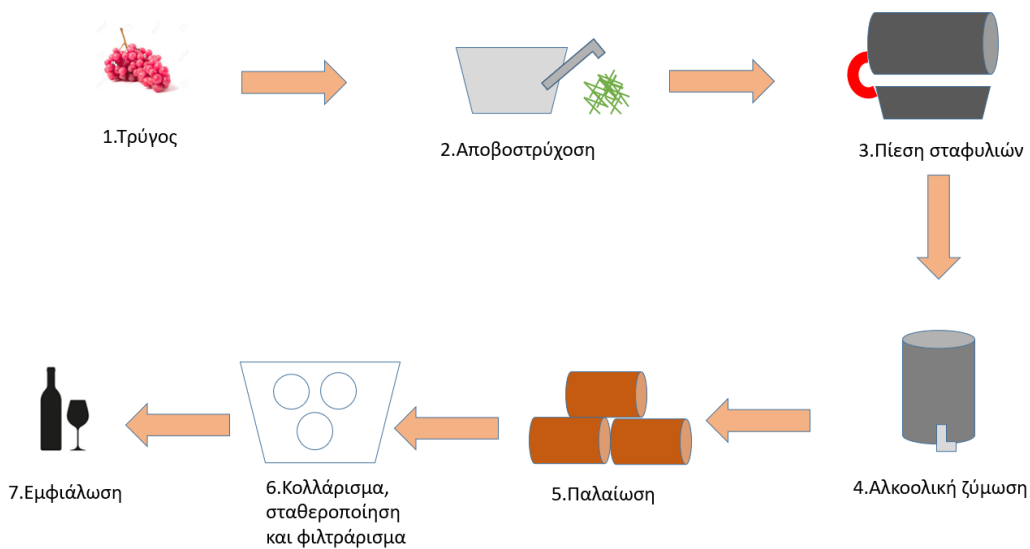 1.Τρύγος
2.Αποβοστρύχοση
3.Πίεση σταφυλιών
4.Αλκοολική ζύμωση
5.Παλαίωση
6.Κολλάρισμα,
σταθεροποίηση
και φιλτράρισμα
7.Εμφιάλωση